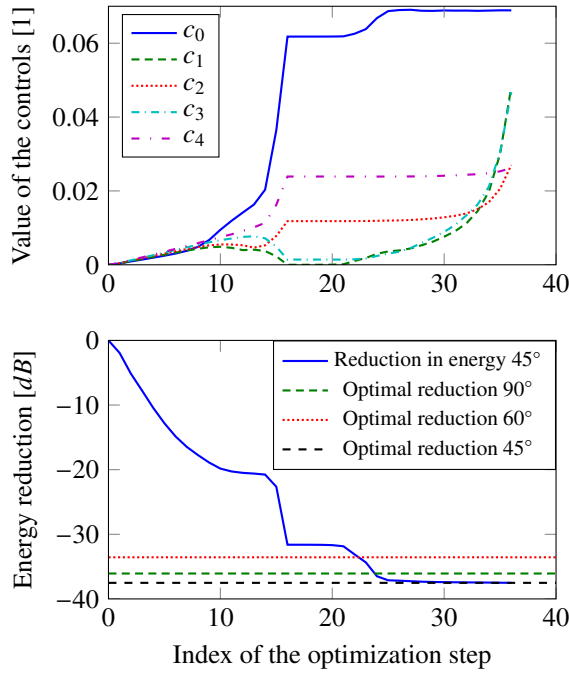 Value of the controls [1]
0.06
0.04
0.02
0
c0
c1
c2
c3
c4
0 10 20 30 40
Energy reduction [dB]
0
−10
−20
−30
−40
Reduction in energy 45°
Optimal reduction 90°
Optimal reduction 60°
Optimal reduction 45°
0 10 20 30 40
Index of the optimization step